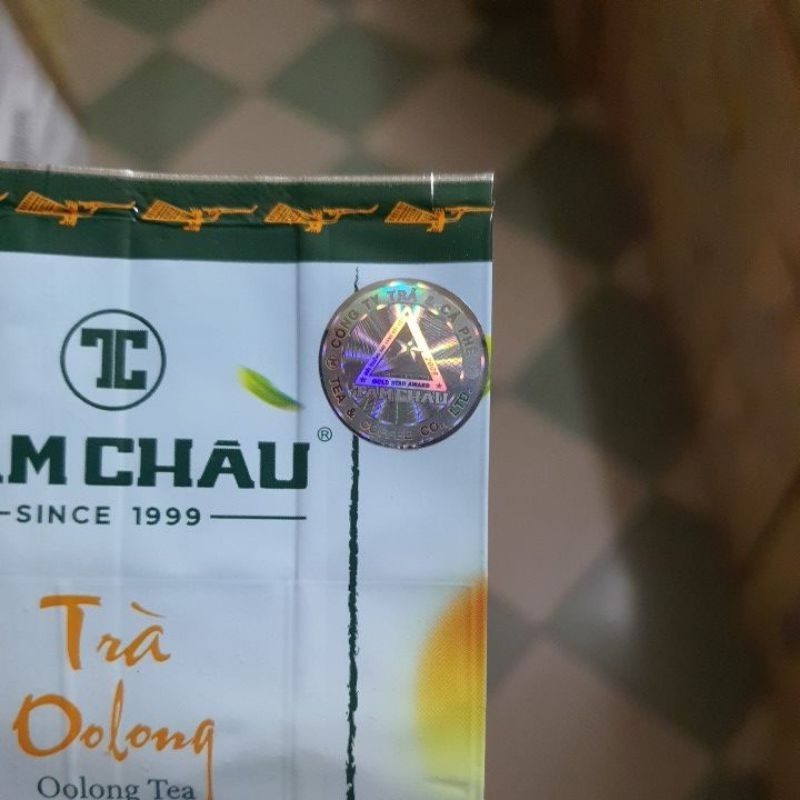 TC
ÂM CHÂU ®
SINCE 1999
Trà
Oolong
Oolong Tea
CÔNG TY TRÀ & CÀ PHÊ
GOLD STAR AWARD
TÂM CHÂU
TEA & COFFEE CO., LTD.